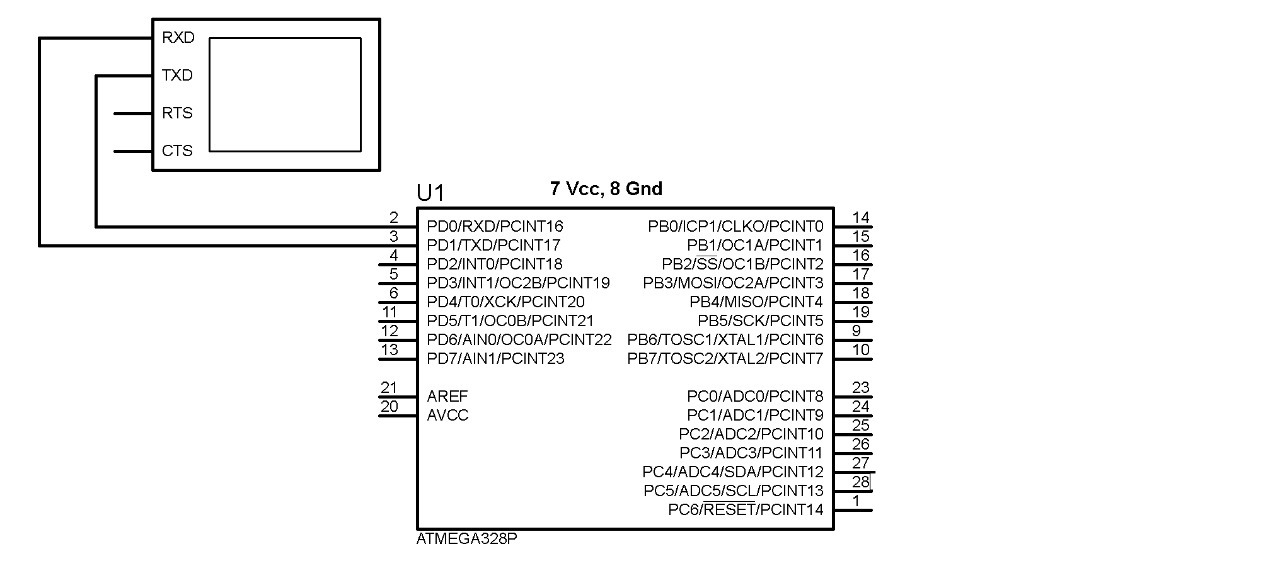 RXD
TXD
RTS
CTS
U1
7 Vcc, 8 Gnd
2 PD0/RXD/PCINT16 PB0/ICP1/CLKO/PCINT0 14
3 PD1/TXD/PCINT17 PB1/OC1A/PCINT1 15
4 PD2/INT0/PCINT18 PB2/SS/OC1B/PCINT2 16
5 PD3/INT1/OC2B/PCINT19 PB3/MOSI/OC2A/PCINT3 17
6 PD4/T0/XCK/PCINT20 PB4/MISO/PCINT4 18
11 PD5/T1/OC0B/PCINT21 PB5/SCK/PCINT5 19
12 PD6/AIN0/OC0A/PCINT22 PB6/TOSC1/XTAL1/PCINT6 9
13 PD7/AIN1/PCINT23 PB7/TOSC2/XTAL2/PCINT7 10
21 AREF PC0/ADC0/PCINT8 23
20 AVCC PC1/ADC1/PCINT9 24
PC2/ADC2/PCINT10 25
PC3/ADC3/PCINT11 26
PC4/ADC4/SDA/PCINT12 27
PC5/ADC5/SCL/PCINT13 28
PC6/RESET/PCINT14 1
ATMEGA328P